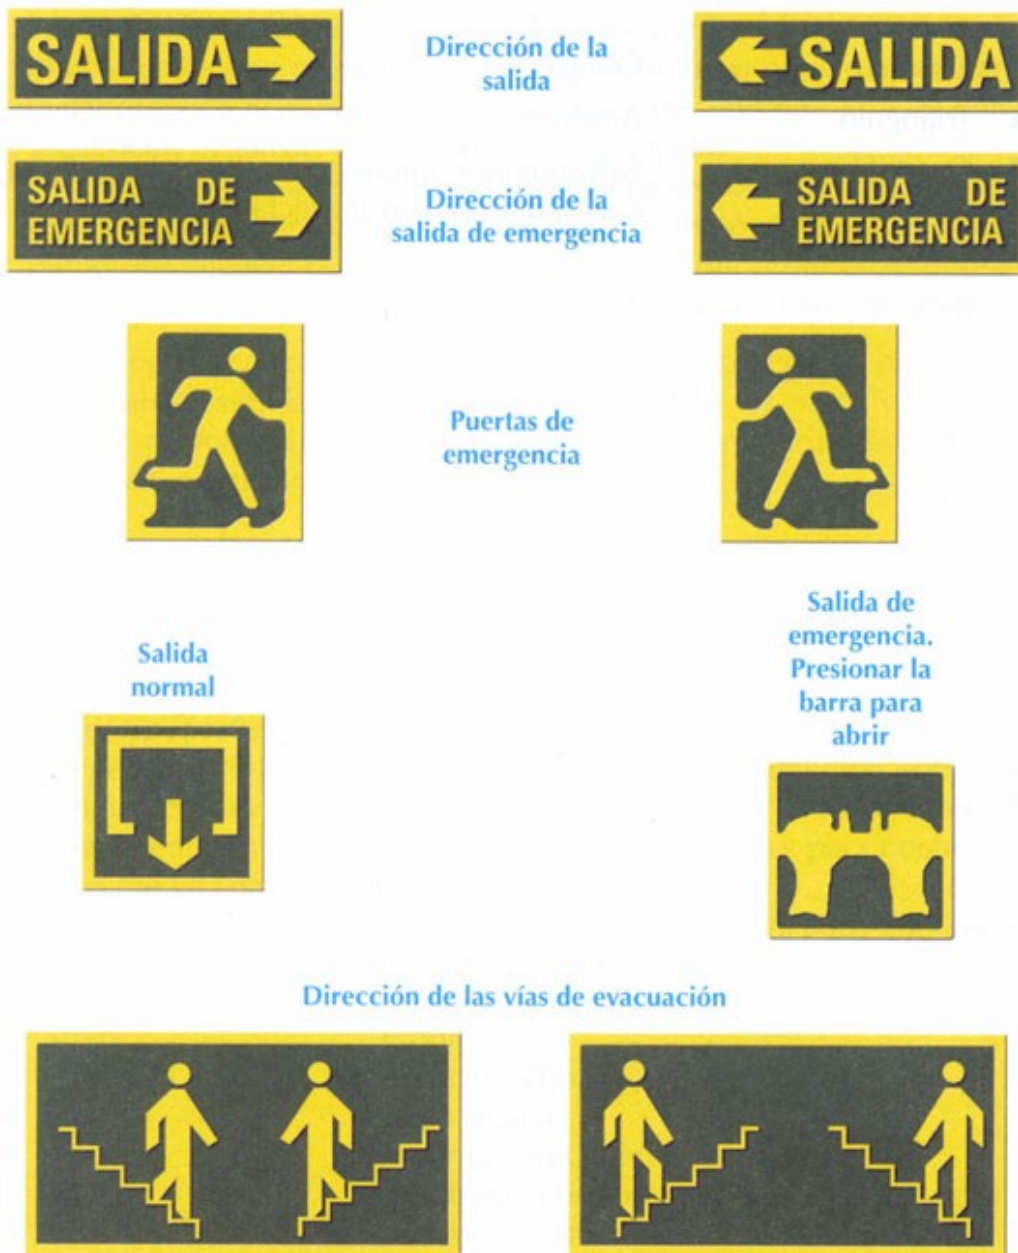 SALIDA
Dirección de la
salida
SALIDA
SALIDA DE
EMERGENCIA
Dirección de la
salida de emergencia
SALIDA DE
EMERGENCIA
Puertas de
emergencia
Salida
normal
Salida de
emergencia.
Presionar la
barra para
abrir
Dirección de las vías de evacuación